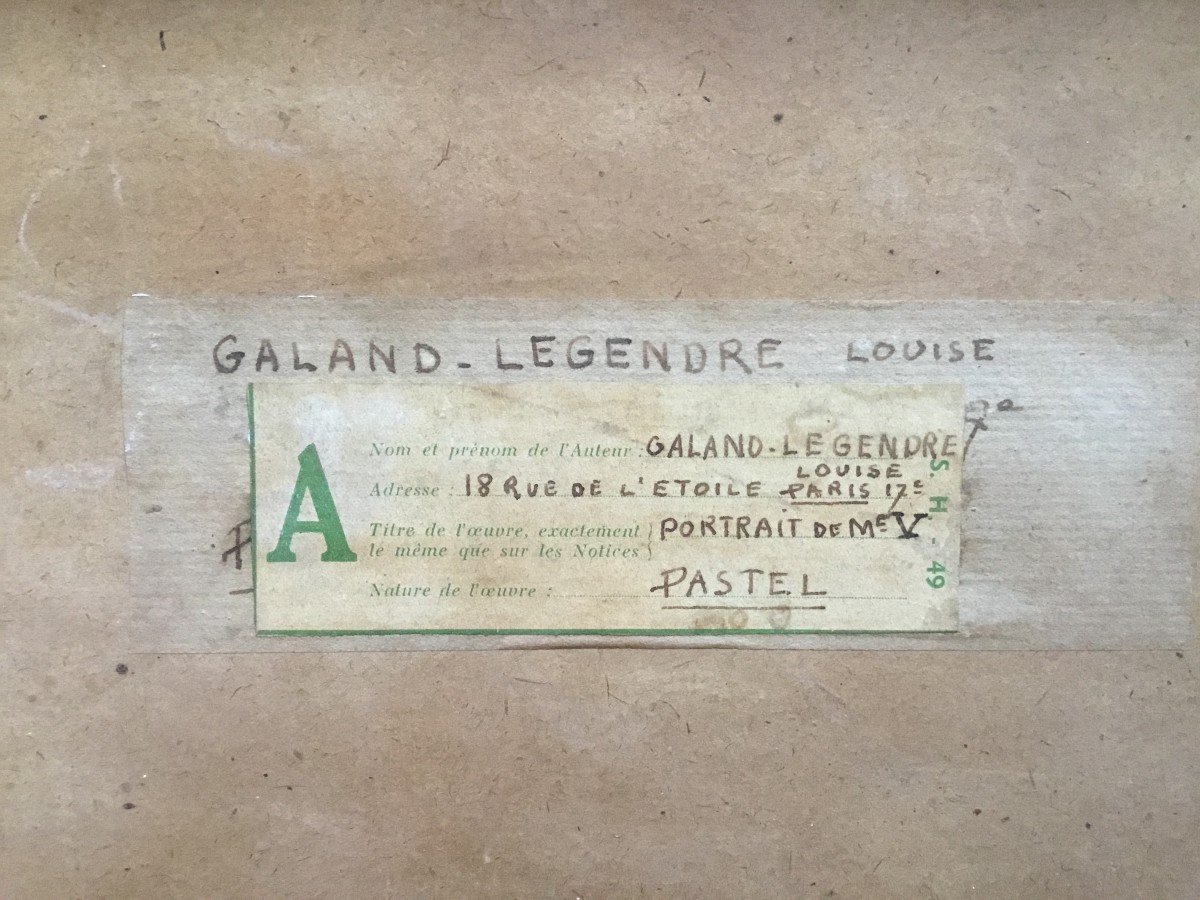 GALAND-LEGENDRE LOUISE
A
Nom et prénom de l'Auteur : GALAND-LEGENDRE
LOUISE
Adresse : 18 RUE DE L'ETOILE PARIS 17e
Titre de l'œuvre, exactement } PORTRAIT DE Me V
le même que sur les Notices }
Nature de l'œuvre : PASTEL
S. H - 49